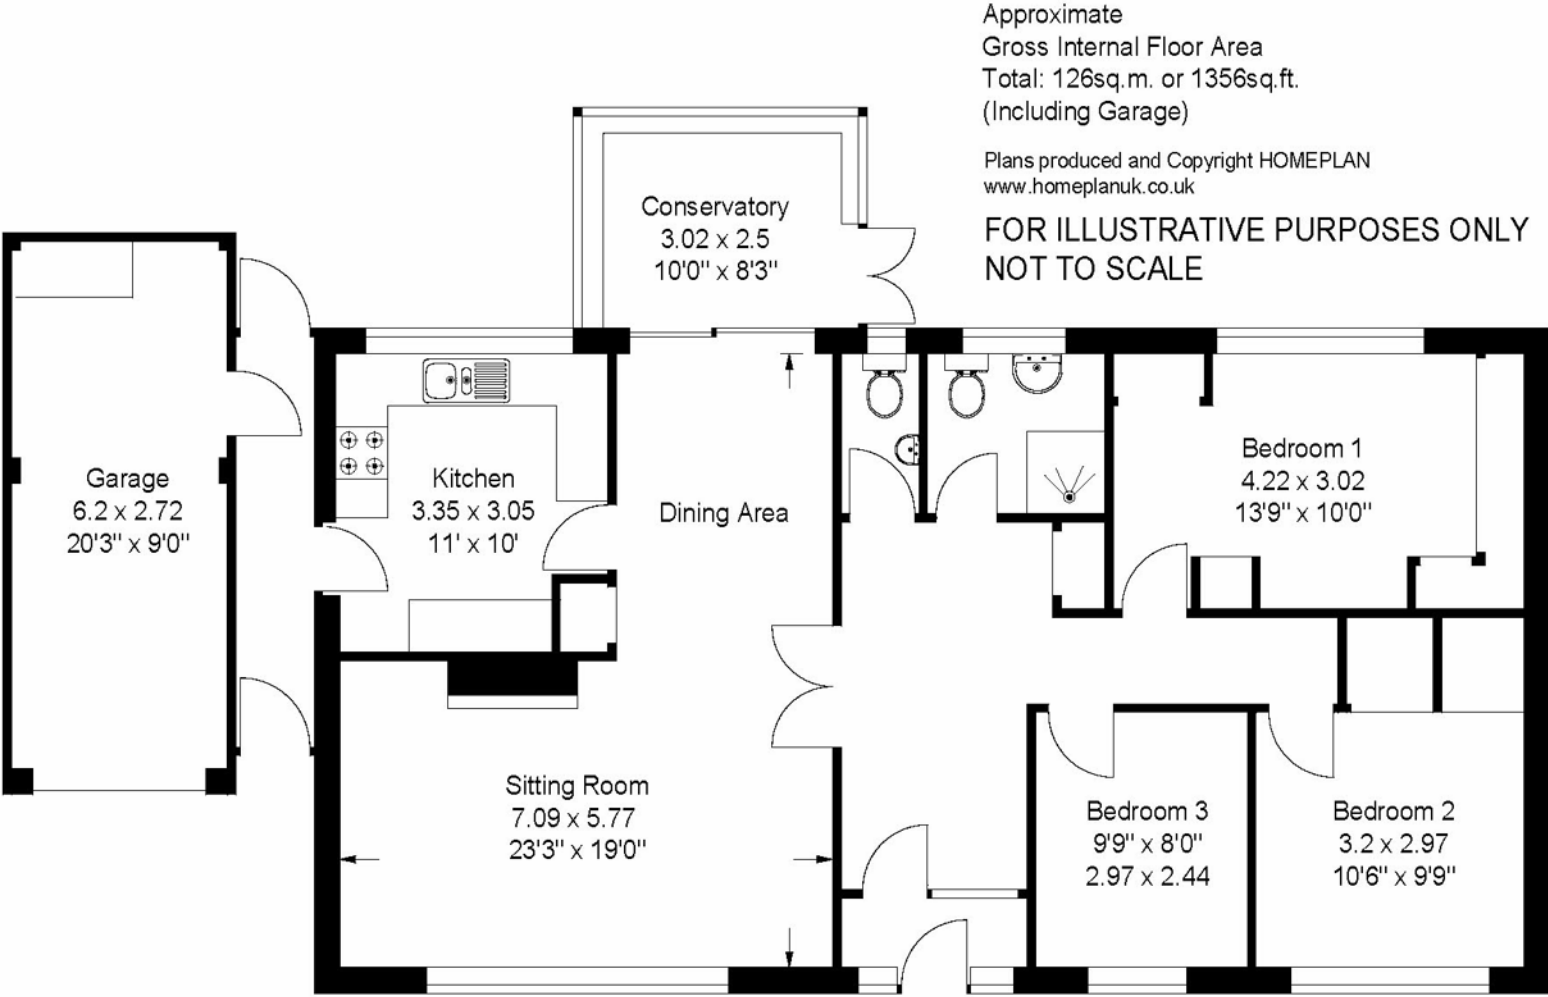 Approximate
Gross Internal Floor Area
Total: 126sq.m. or 1356sq.ft.
(Including Garage)
Plans produced and Copyright HOMEPLAN
www.homeplanuk.co.uk
FOR ILLUSTRATIVE PURPOSES ONLY
NOT TO SCALE
Conservatory
3.02 x 2.5
10'0" x 8'3"
Garage
6.2 x 2.72
20'3" x 9'0"
Kitchen
3.35 x 3.05
11' x 10'
Dining Area
Bedroom 1
4.22 x 3.02
13'9" x 10'0"
Sitting Room
7.09 x 5.77
23'3" x 19'0"
Bedroom 3
9'9" x 8'0"
2.97 x 2.44
Bedroom 2
3.2 x 2.97
10'6" x 9'9"